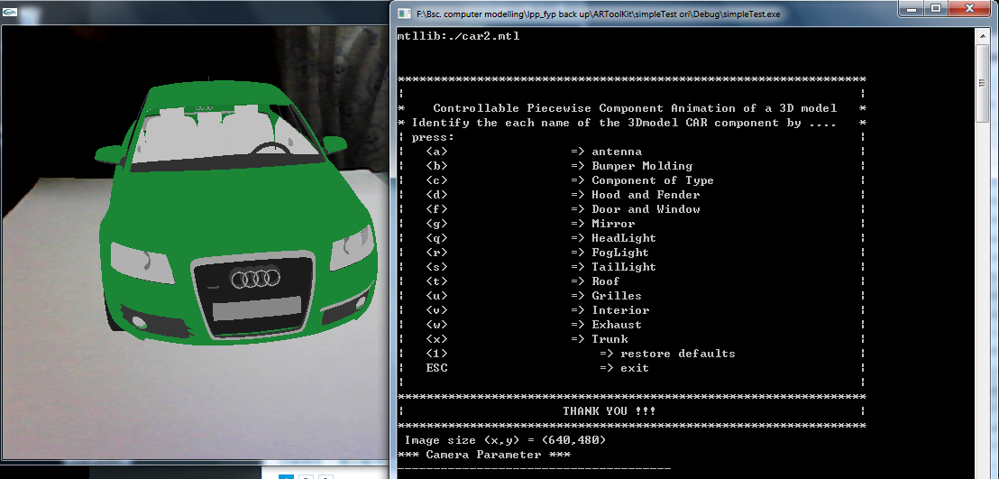 F:\Bsc. computer modelling\lpp_fyp back up\ARToolKit\simpleTest ori\Debug\simpleTest.exe
mtllib:./car2.mtl
*****************************************************************
¦ ¦
* Controllable Piecewise Component Animation of a 3D model *
* Identify the each name of the 3Dmodel CAR component by .... *
¦ press: ¦
¦ <a> => antenna ¦
¦ <b> => Bumper Molding ¦
¦ <c> => Component of Type ¦
¦ <d> => Hood and Fender ¦
¦ <f> => Door and Window ¦
¦ <g> => Mirror ¦
¦ <q> => HeadLight ¦
¦ <r> => FogLight ¦
¦ <s> => TailLight ¦
¦ <t> => Roof ¦
¦ <u> => Grilles ¦
¦ <v> => Interior ¦
¦ <w> => Exhaust ¦
¦ <x> => Trunk ¦
¦ <1> => restore defaults ¦
¦ ESC => exit ¦
¦ ¦
*****************************************************************
¦ THANK YOU !!! ¦
*****************************************************************
Image size (x,y) = (640,480)
*** Camera Parameter ***
--------------------------------------